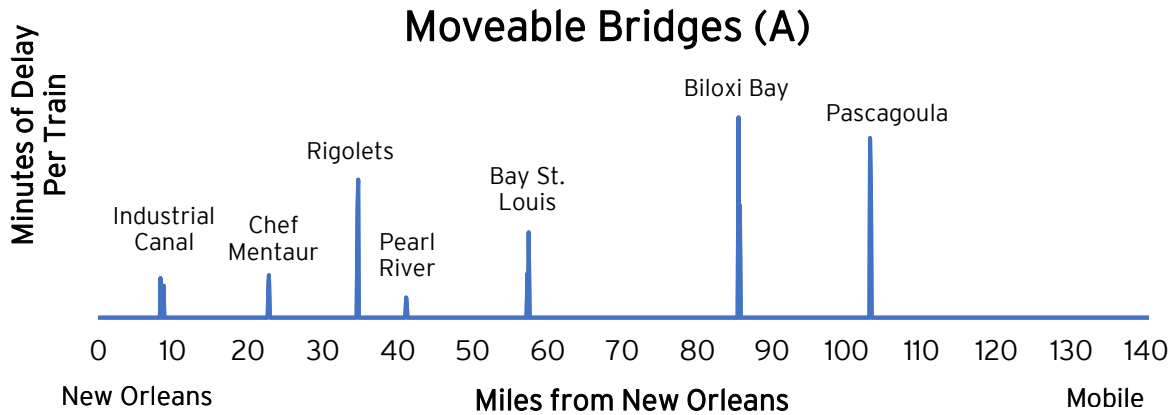 Moveable Bridges (A)
Minutes of Delay
Per Train
Biloxi Bay
Pascagoula
Rigolets
Bay St.
Louis
Industrial
Canal
Chef
Mentaur
Pearl
River
0 10 20 30 40 50 60 70 80 90 100 110 120 130 140
New Orleans
Miles from New Orleans
Mobile